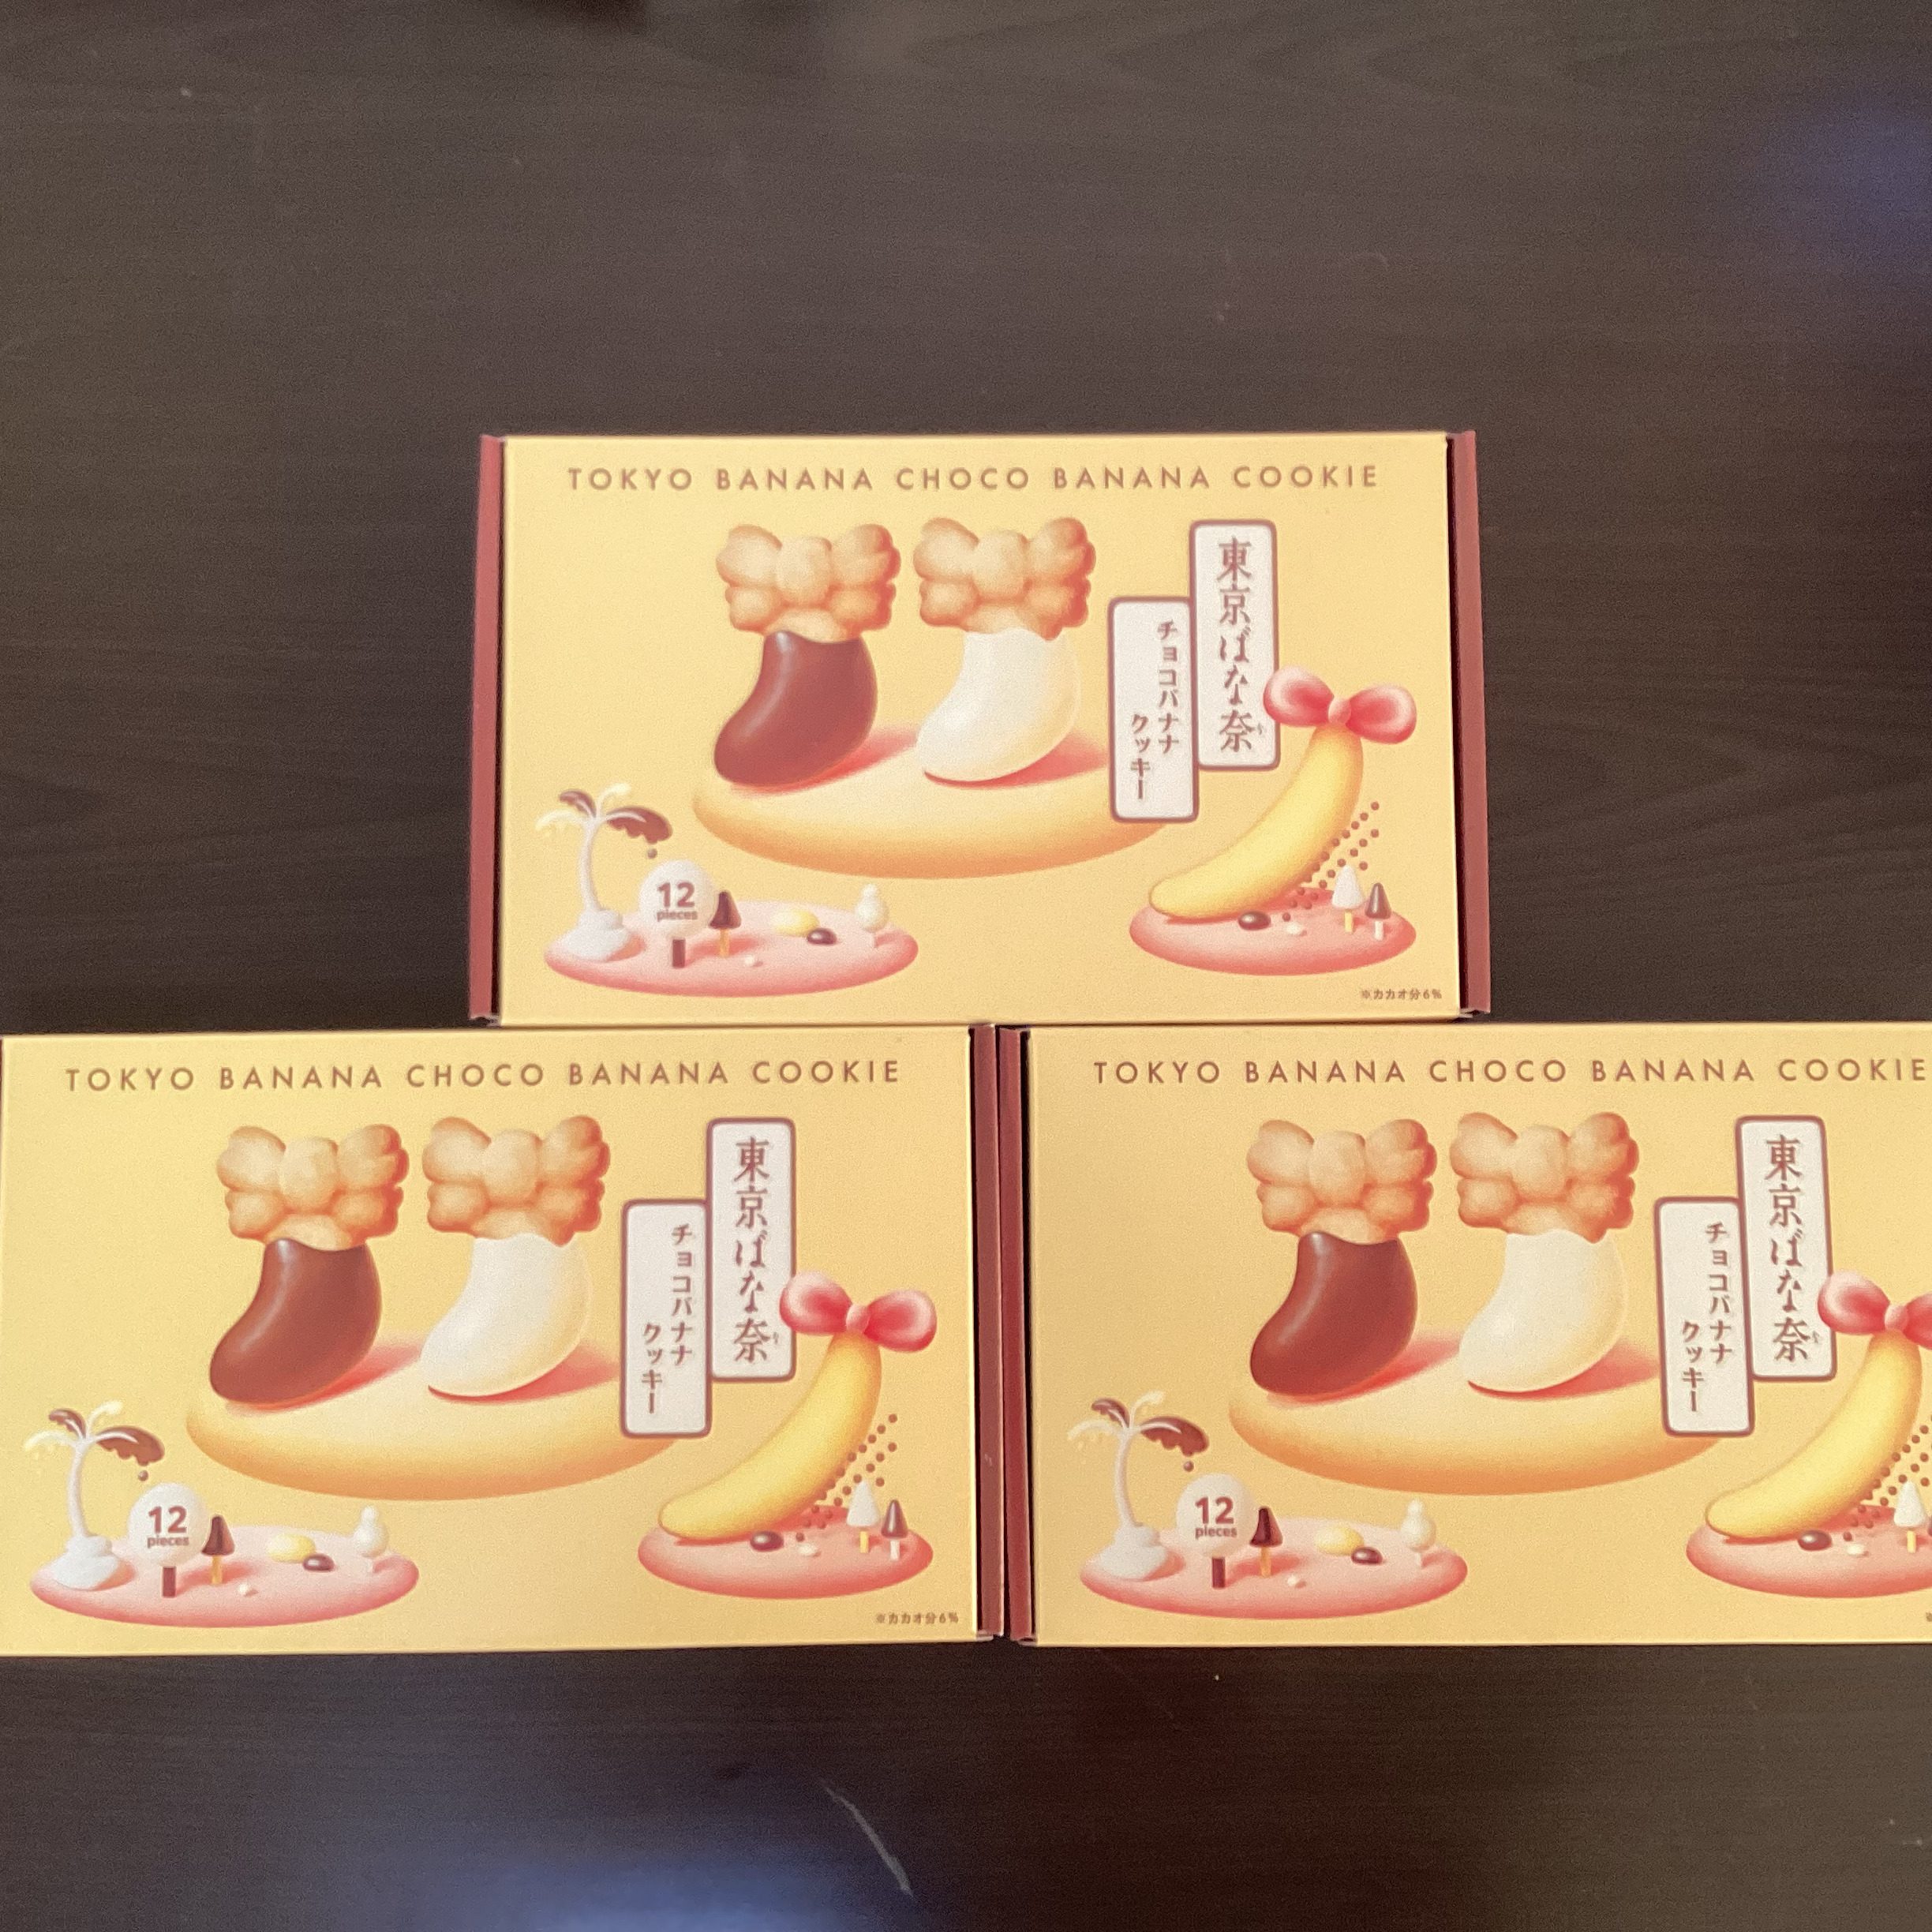 TOKYO BANANA CHOCO BANANA COOKIE
東京ばな奈
チョコバナナ
クッキー
12
pieces
※カカオ分6%
TOKYO BANANA CHOCO BANANA COOKIE
東京ばな奈
チョコバナナ
クッキー
12
pieces
※カカオ分6%
TOKYO BANANA CHOCO BANANA COOKIE
東京ばな奈
チョコバナナ
クッキー
12
pieces